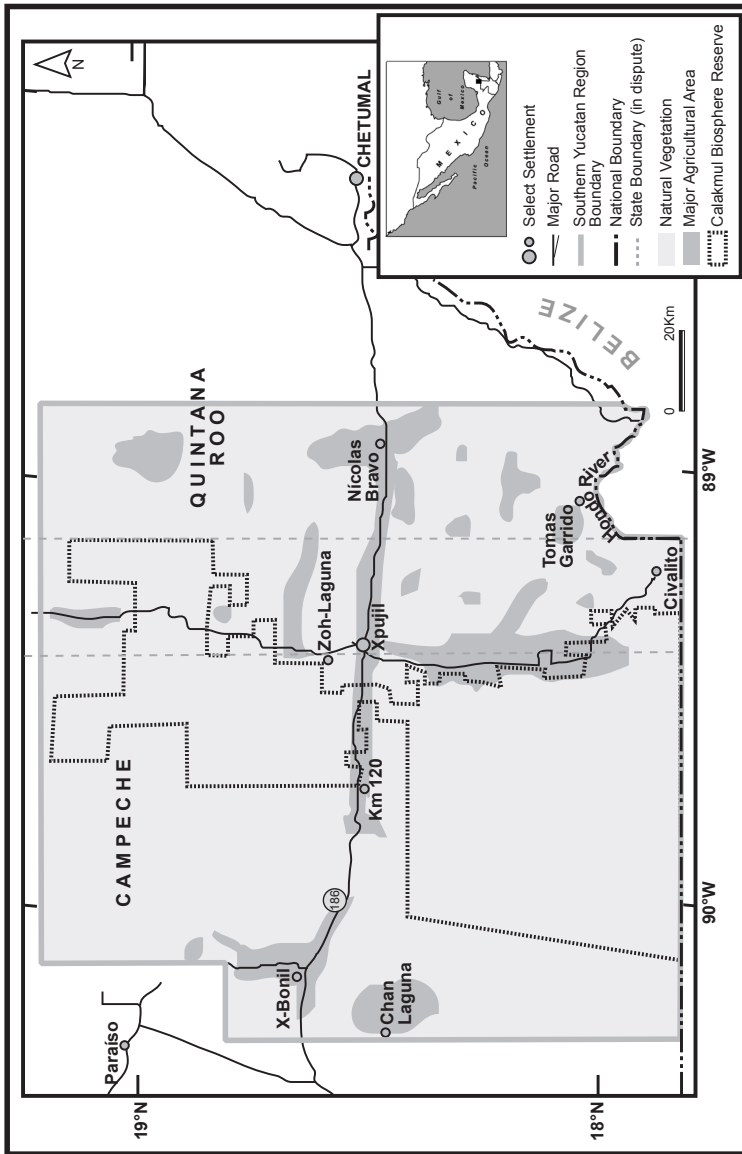 N
Paraíso
CAMPECHE
QUINTANA
ROO
CHETUMAL
X-Bonil
186
Chan
Laguna
Km 120
Zoh-Laguna
Xpujil
Nícolas
Bravo
Tomas
Garrido
Hondo River
Civalito
BELIZE
0 20Km
19°N
18°N
90°W
89°W
MEXICO
Gulf
of
Mexico
Pacific
Ocean
Select Settlement
Major Road
Southern Yucatan Region
Boundary
National Boundary
State Boundary (in dispute)
Natural Vegetation
Major Agricultural Area
Calakmul Biosphere Reserve